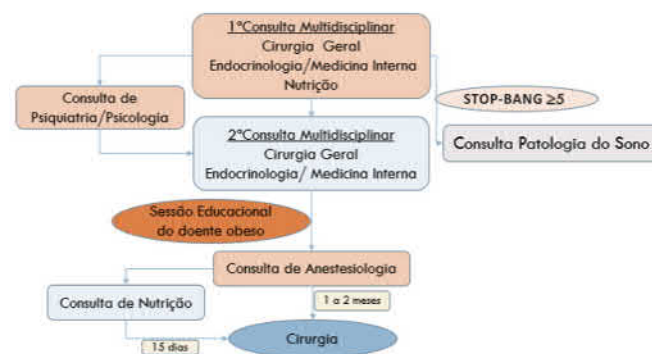 1ªConsulta Multidisciplinar
Cirurgia Geral
Endocrinologia/Medicina Interna
Nutrição
STOP-BANG ≥5
Consulta de
Psiquiatria/Psicologia
Consulta Patologia do Sono
2ªConsulta Multidisciplinar
Cirurgia Geral
Endocrinologia/ Medicina Interna
Sessão Educacional
do doente obeso
Consulta de Anestesiologia
Consulta de Nutrição
1 a 2 meses
15 dias
Cirurgia